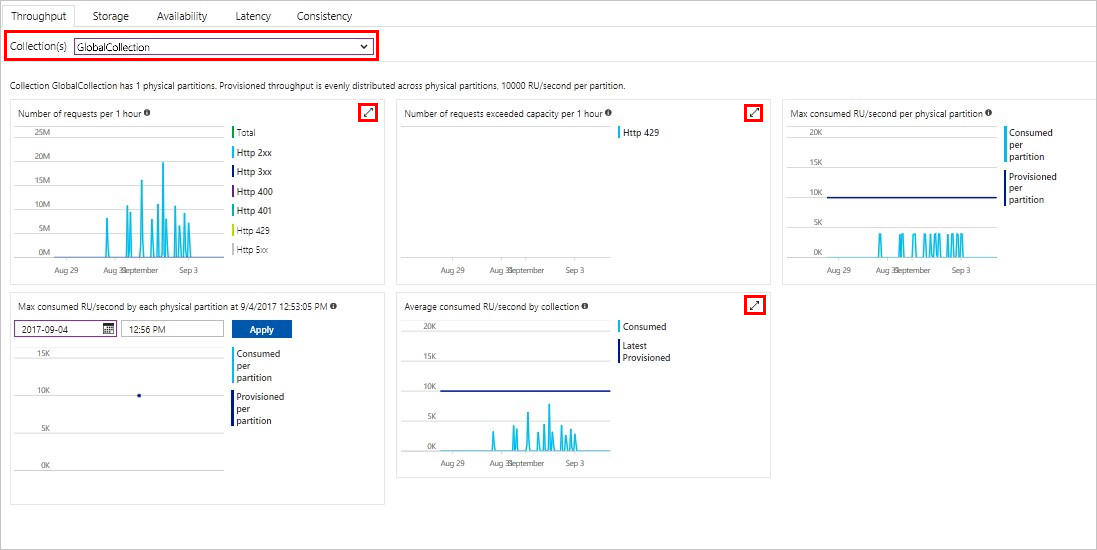 Throughput Storage Availability Latency Consistency
Collection(s) GlobalCollection
Collection GlobalCollection has 1 physical partitions. Provisioned throughput is evenly distributed across physical partitions, 10000 RU/second per partition.
Number of requests per 1 hour
25M
20M
15M
10M
5M
0M
Aug 29 Aug 31 September Sep 3
Total
Http 2xx
Http 3xx
Http 400
Http 401
Http 429
Http 5xx
Number of requests exceeded capacity per 1 hour
Aug 29 Aug 31 September Sep 3
Http 429
Max consumed RU/second per physical partition
20K
15K
10K
5K
0K
Aug 29 Aug 31 September Sep 3
Consumed
per
partition
Provisioned
per
partition
Max consumed RU/second by each physical partition at 9/4/2017 12:53:05 PM
2017-09-04 12:56 PM Apply
15K
10K
5K
0K
Consumed
per
partition
Provisioned
per
partition
Average consumed RU/second by collection
20K
15K
10K
5K
0K
Aug 29 Aug 31 September Sep 3
Consumed
Latest
Provisioned